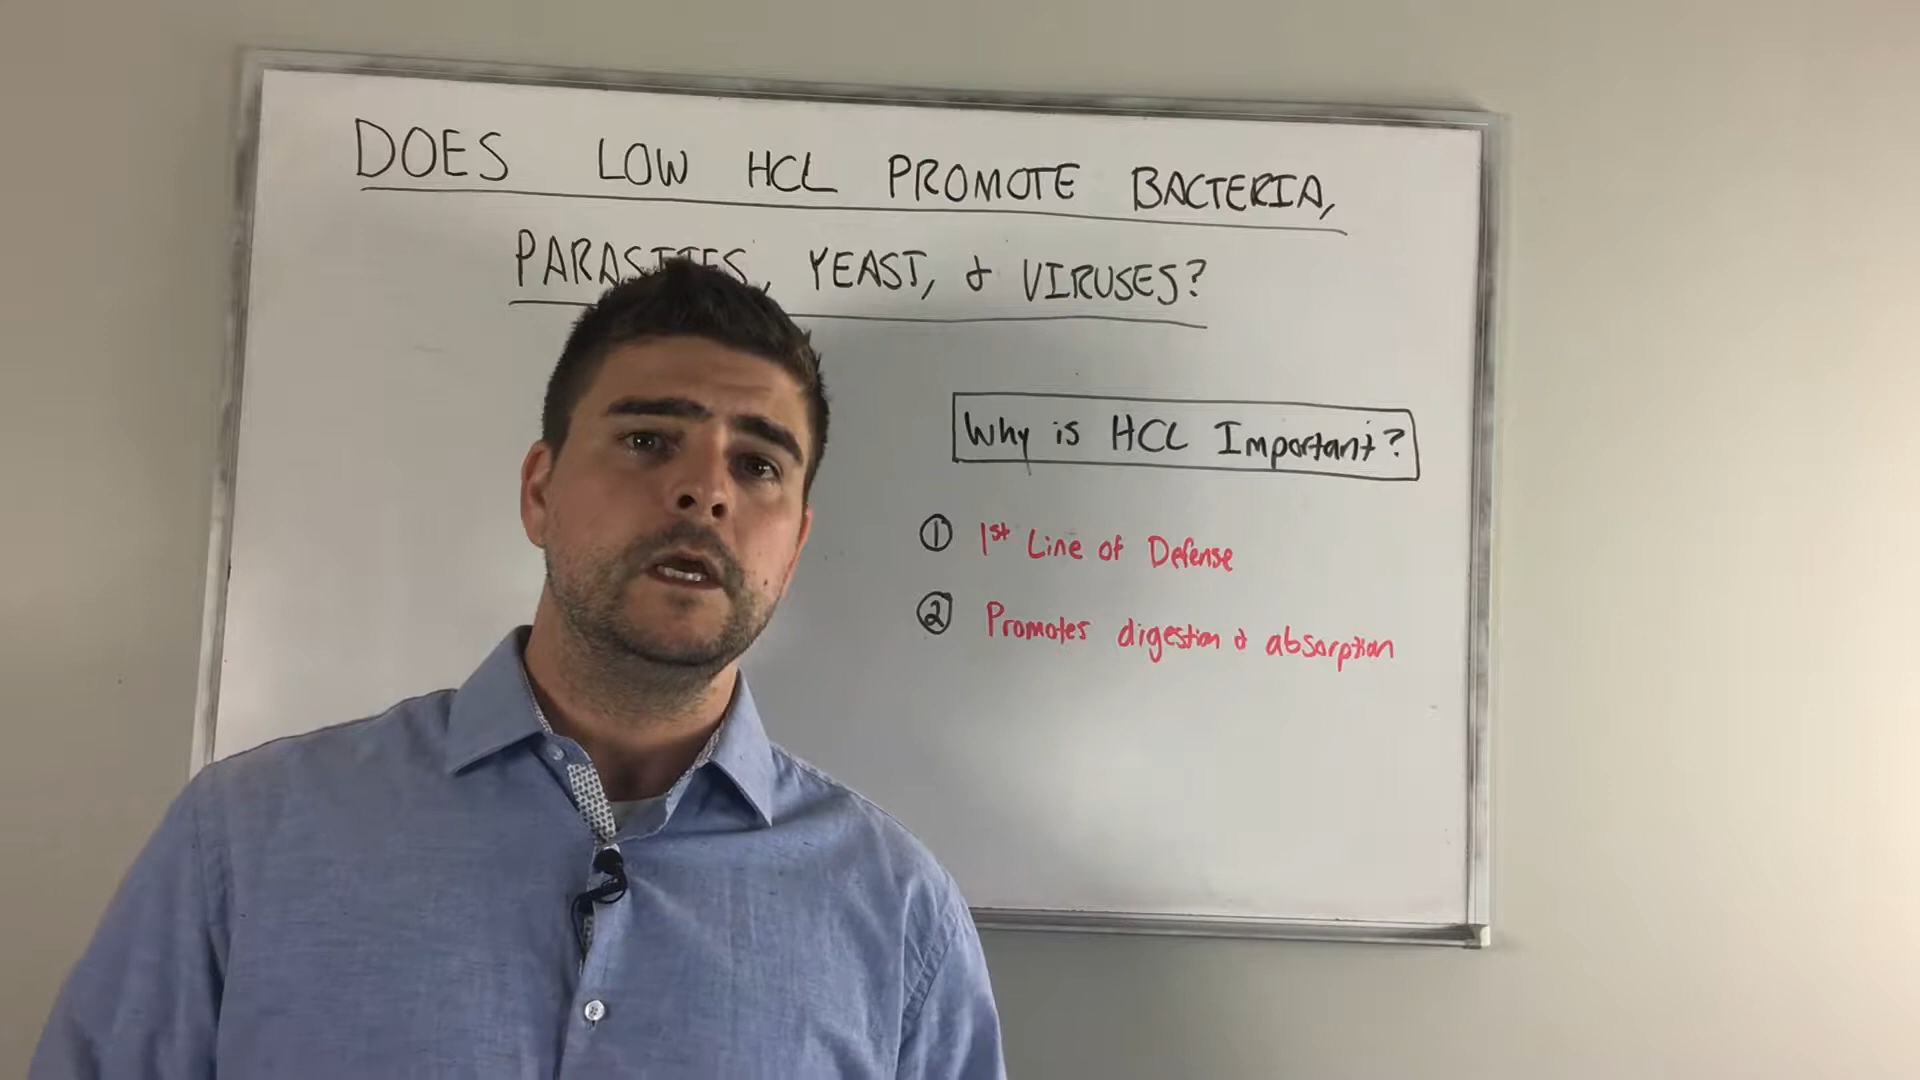 DOES LOW HCL PROMOTE BACTERIA,
PARASITES, YEAST, & VIRUSES?
Why is HCL Important?
① 1st Line of Defense
② Promotes digestion & absorption